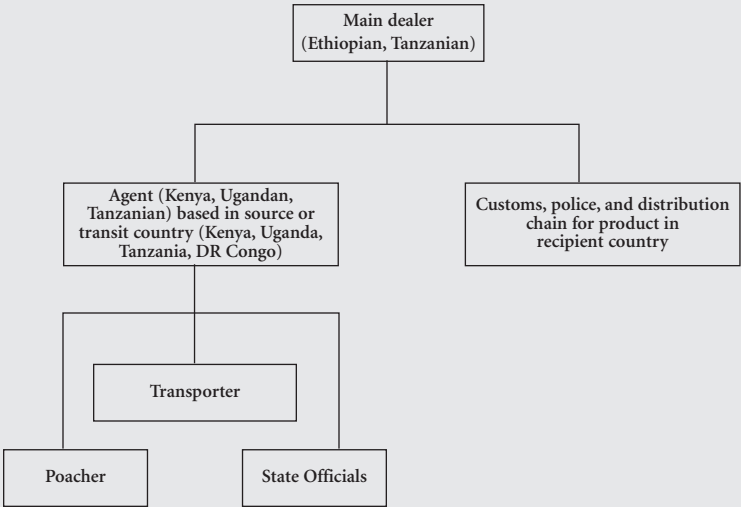 Main dealer
(Ethiopian, Tanzanian)
Agent (Kenya, Ugandan,
Tanzanian) based in source or
transit country (Kenya, Uganda,
Tanzania, DR Congo)
Customs, police, and distribution
chain for product in
recipient country
Transporter
Poacher
State Officials